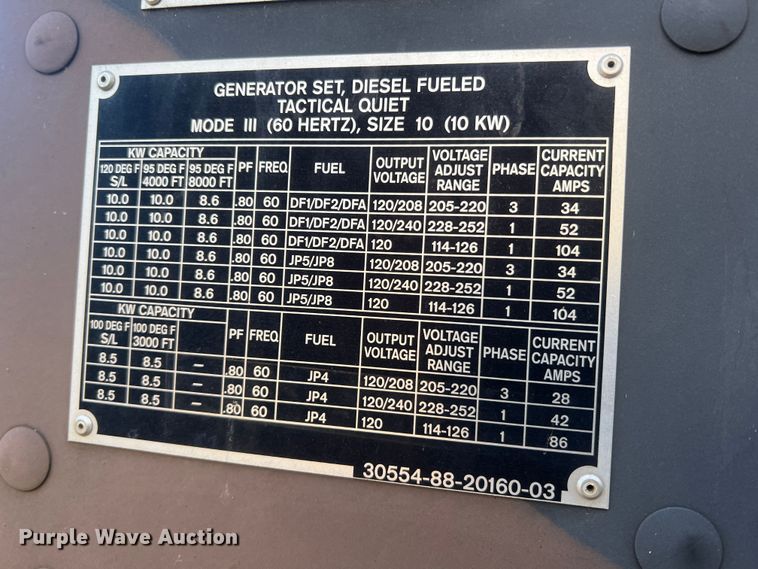 GENERATOR SET, DIESEL FUELED
TACTICAL QUIET
MODE III (60 HERTZ), SIZE 10 (10 KW)
KW CAPACITY PF FREQ. FUEL OUTPUT VOLTAGE VOLTAGE ADJUST RANGE PHASE CURRENT CAPACITY AMPS
120 DEG F S/L 95 DEG F 4000 FT 95 DEG F 8000 FT
10.0 10.0 8.6 .80 60 DF1/DF2/DFA 120/208 205-220 3 34
10.0 10.0 8.6 .80 60 DF1/DF2/DFA 120/240 228-252 1 52
10.0 10.0 8.6 .80 60 DF1/DF2/DFA 120 114-126 1 104
10.0 10.0 8.6 .80 60 JP5/JP8 120/208 205-220 3 34
10.0 10.0 8.6 .80 60 JP5/JP8 120/240 228-252 1 52
10.0 10.0 8.6 .80 60 JP5/JP8 120 114-126 1 104
KW CAPACITY PF FREQ. FUEL OUTPUT VOLTAGE VOLTAGE ADJUST RANGE PHASE CURRENT CAPACITY AMPS
100 DEG F S/L 100 DEG F 3000 FT
8.5 8.5 – .80 60 JP4 120/208 205-220 3 28
8.5 8.5 – .80 60 JP4 120/240 228-252 1 42
8.5 8.5 – .80 60 JP4 120 114-126 1 86
30554-88-20160-03
Purple Wave Auction